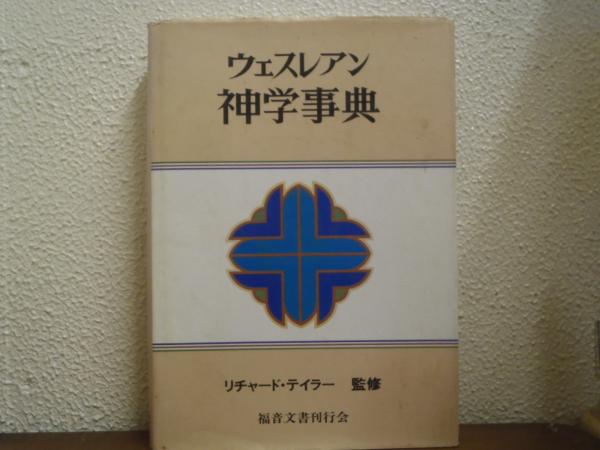 ウェスレアン
神学事典
リチャード・テイラー 監修
福音文書刊行会